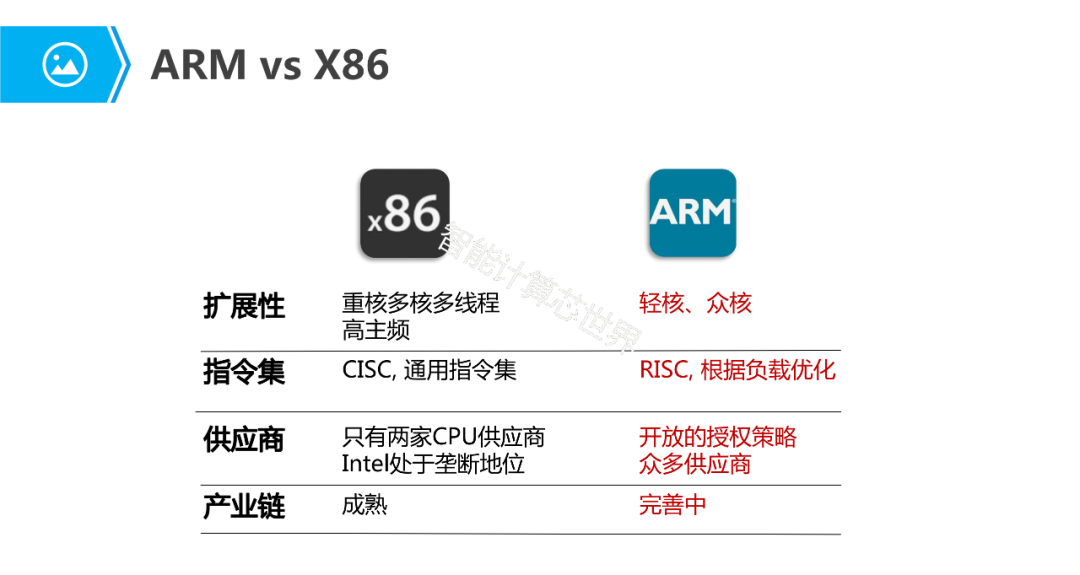 ARM vs X86
x86
ARM
智能计算芯世界
扩展性
重核多核多线程
高主频
轻核、众核
指令集
CISC, 通用指令集
RISC, 根据负载优化
供应商
只有两家CPU供应商
Intel处于垄断地位
开放的授权策略
众多供应商
产业链
成熟
完善中